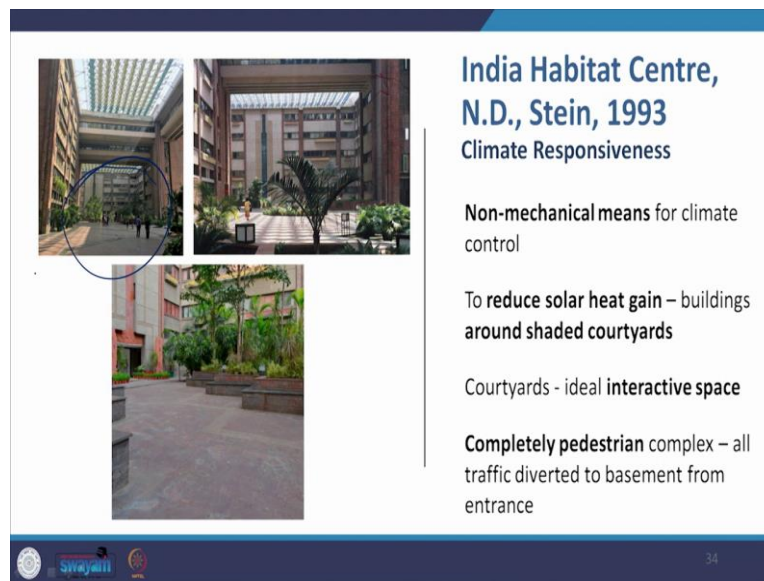 India Habitat Centre,
N.D., Stein, 1993
Climate Responsiveness
Non-mechanical means for climate
control
To reduce solar heat gain – buildings
around shaded courtyards
Courtyards - ideal interactive space
Completely pedestrian complex – all
traffic diverted to basement from
entrance
swayam
34